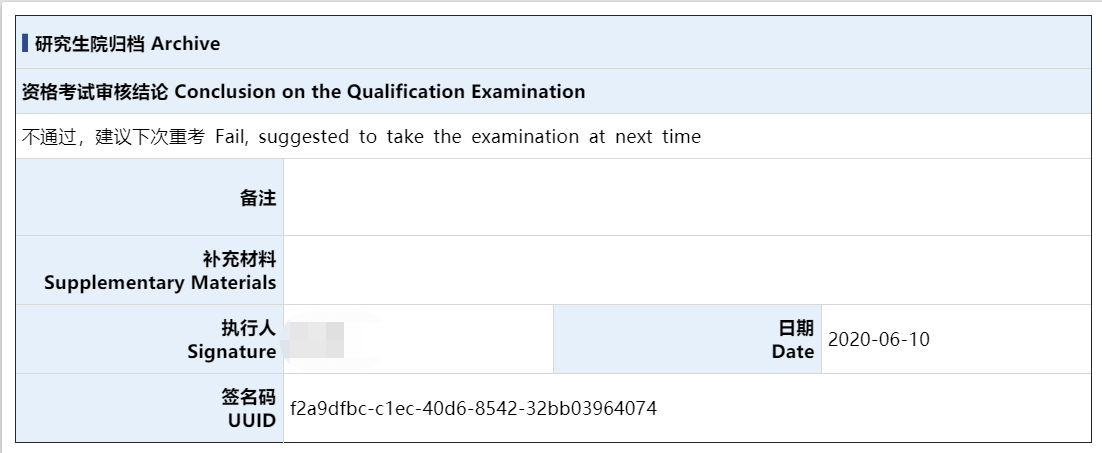 研究生院归档 Archive
资格考试审核结论 Conclusion on the Qualification Examination
不通过，建议下次重考 Fail, suggested to take the examination at next time
备注
补充材料
Supplementary Materials
执行人
Signature
日期
Date
2020-06-10
签名码
UUID
f2a9dfbc-c1ec-40d6-8542-32bb03964074